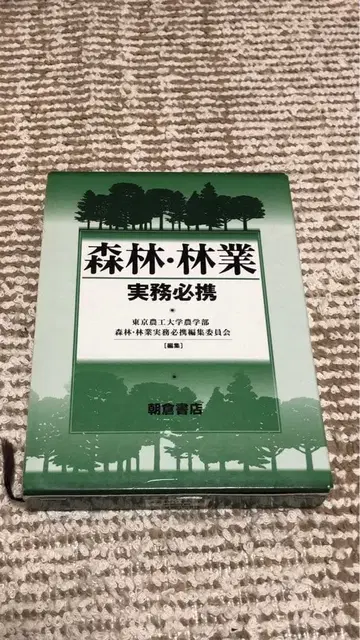 森林・林業
実務必携
東京農工大学農学部
森林・林業実務必携編集委員会
[編集]
朝倉書店